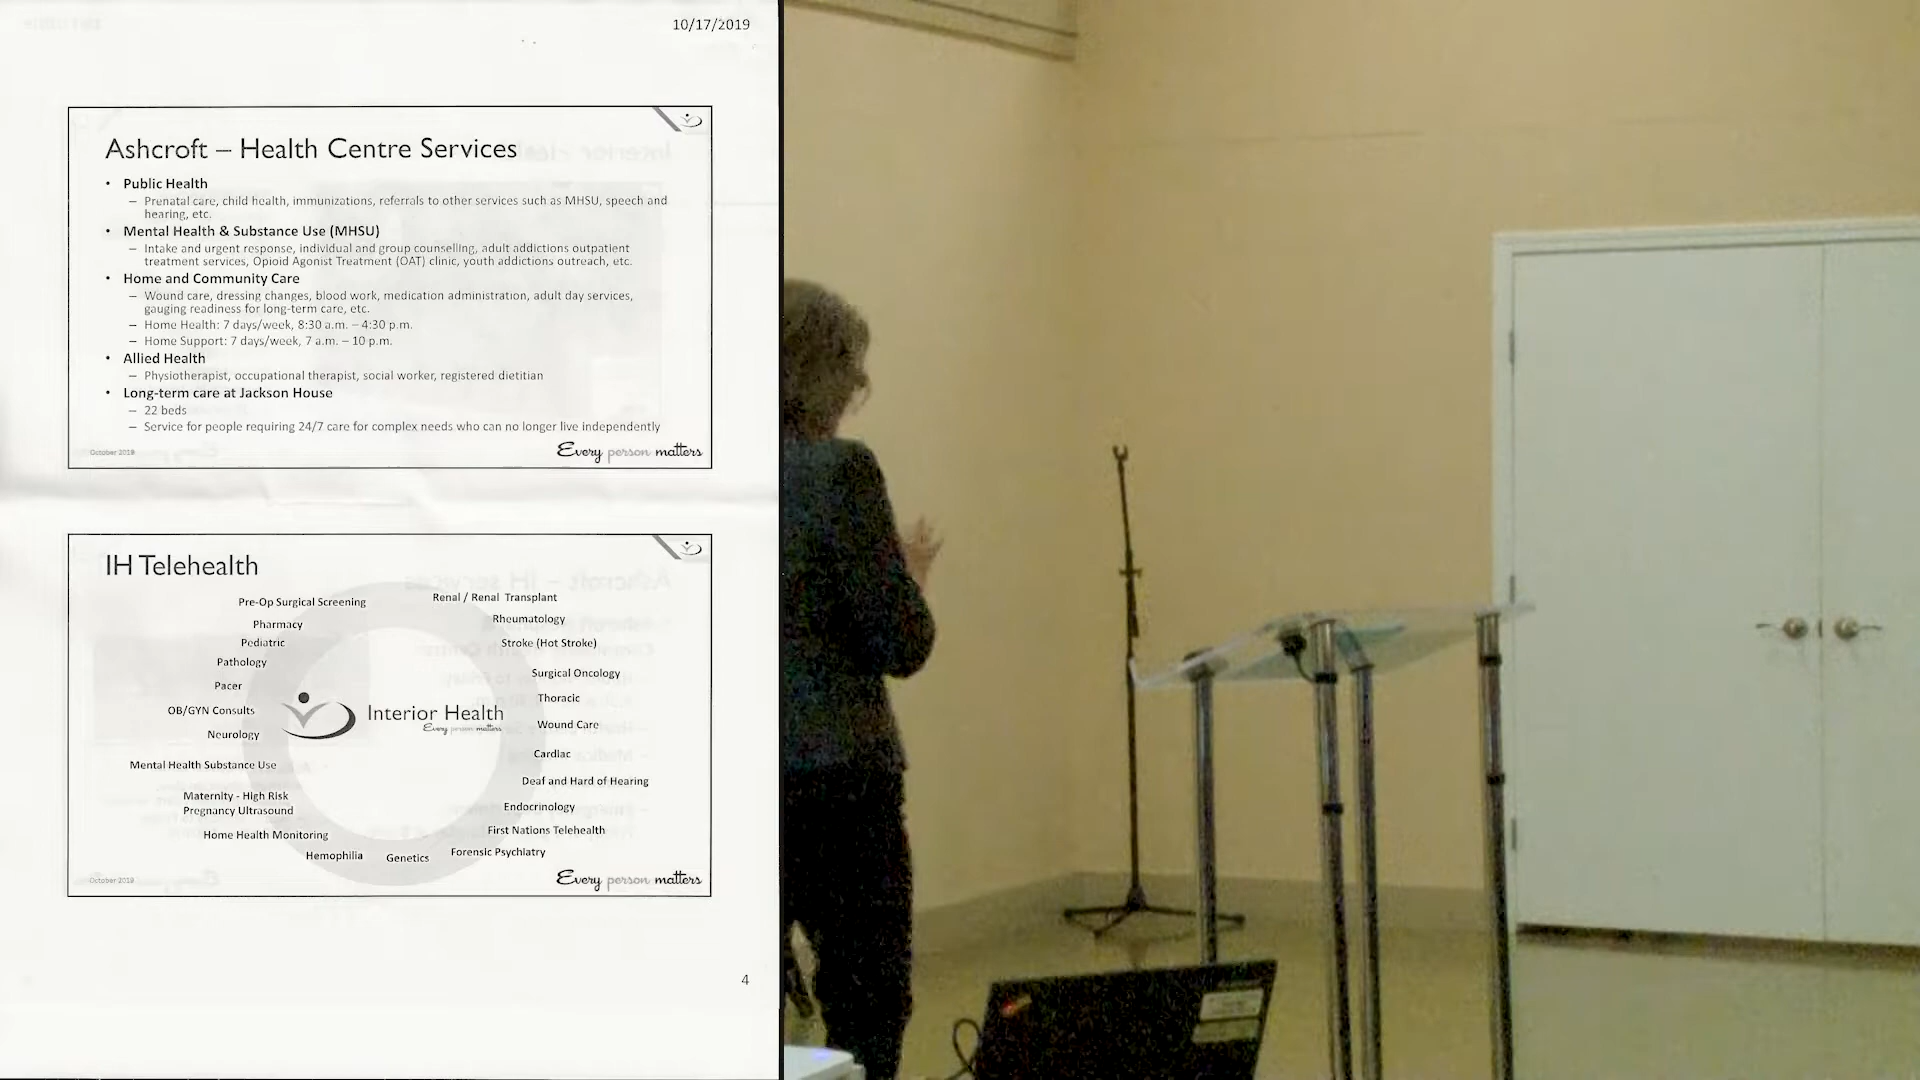 10/17/2019
Ashcroft – Health Centre Services
• Public Health
– Prenatal care, child health, immunizations, referrals to other services such as MHSU, speech and
hearing, etc.
• Mental Health & Substance Use (MHSU)
– Intake and urgent response, individual and group counselling, adult addictions outpatient
treatment services, Opioid Agonist Treatment (OAT) clinic, youth addictions outreach, etc.
• Home and Community Care
– Wound care, dressing changes, blood work, medication administration, adult day services,
gauging readiness for long-term care, etc.
– Home Health: 7 days/week, 8:30 a.m. – 4:30 p.m.
– Home Support: 7 days/week, 7 a.m. – 10 p.m.
• Allied Health
– Physiotherapist, occupational therapist, social worker, registered dietitian
• Long-term care at Jackson House
– 22 beds
– Service for people requiring 24/7 care for complex needs who can no longer live independently
October 2019
Every person matters
IH Telehealth
Pre-Op Surgical Screening
Pharmacy
Pediatric
Pathology
Pacer
OB/GYN Consults
Neurology
Mental Health Substance Use
Maternity - High Risk
Pregnancy Ultrasound
Home Health Monitoring
Hemophilia
Genetics
Forensic Psychiatry
First Nations Telehealth
Endocrinology
Deaf and Hard of Hearing
Cardiac
Wound Care
Thoracic
Surgical Oncology
Stroke (Hot Stroke)
Rheumatology
Renal / Renal Transplant
Interior Health
Every person matters
October 2019
Every person matters
4